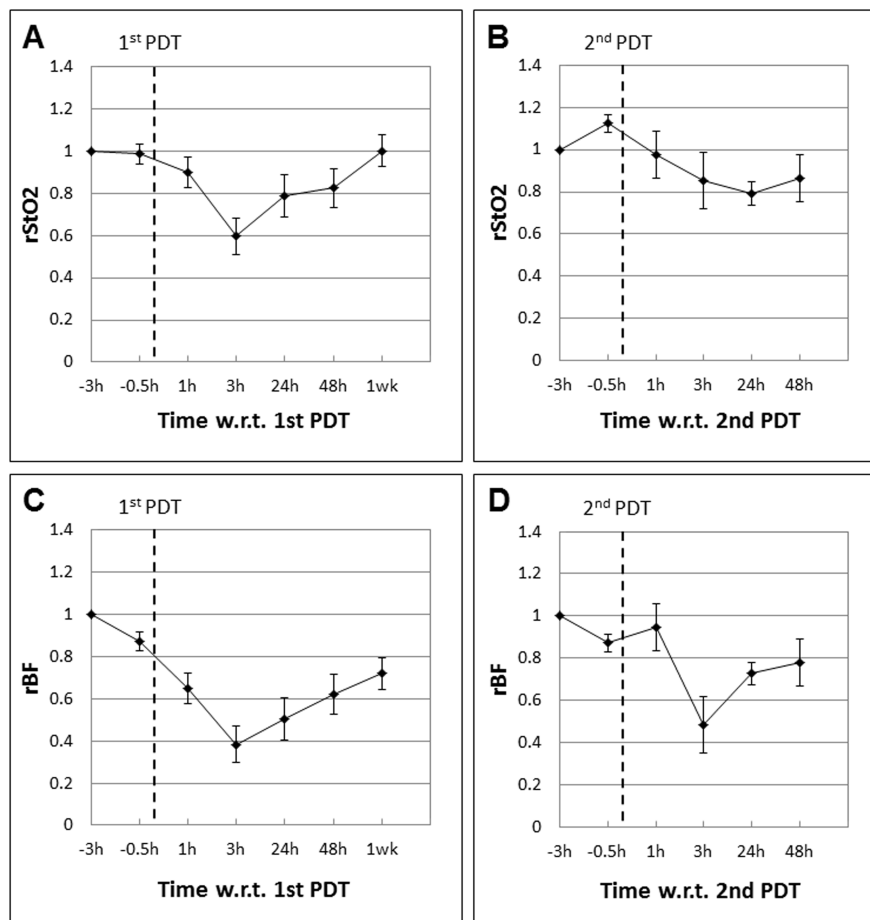 A
1st PDT
1.4
1.2
1
0.8
0.6
0.4
0.2
0
rStO2
-3h -0.5h 1h 3h 24h 48h 1wk
Time w.r.t. 1st PDT
B
2nd PDT
1.4
1.2
1
0.8
0.6
0.4
0.2
0
rStO2
-3h -0.5h 1h 3h 24h 48h
Time w.r.t. 2nd PDT
C
1st PDT
1.4
1.2
1
0.8
0.6
0.4
0.2
0
rBF
-3h -0.5h 1h 3h 24h 48h 1wk
Time w.r.t. 1st PDT
D
2nd PDT
1.4
1.2
1
0.8
0.6
0.4
0.2
0
rBF
-3h -0.5h 1h 3h 24h 48h
Time w.r.t. 2nd PDT